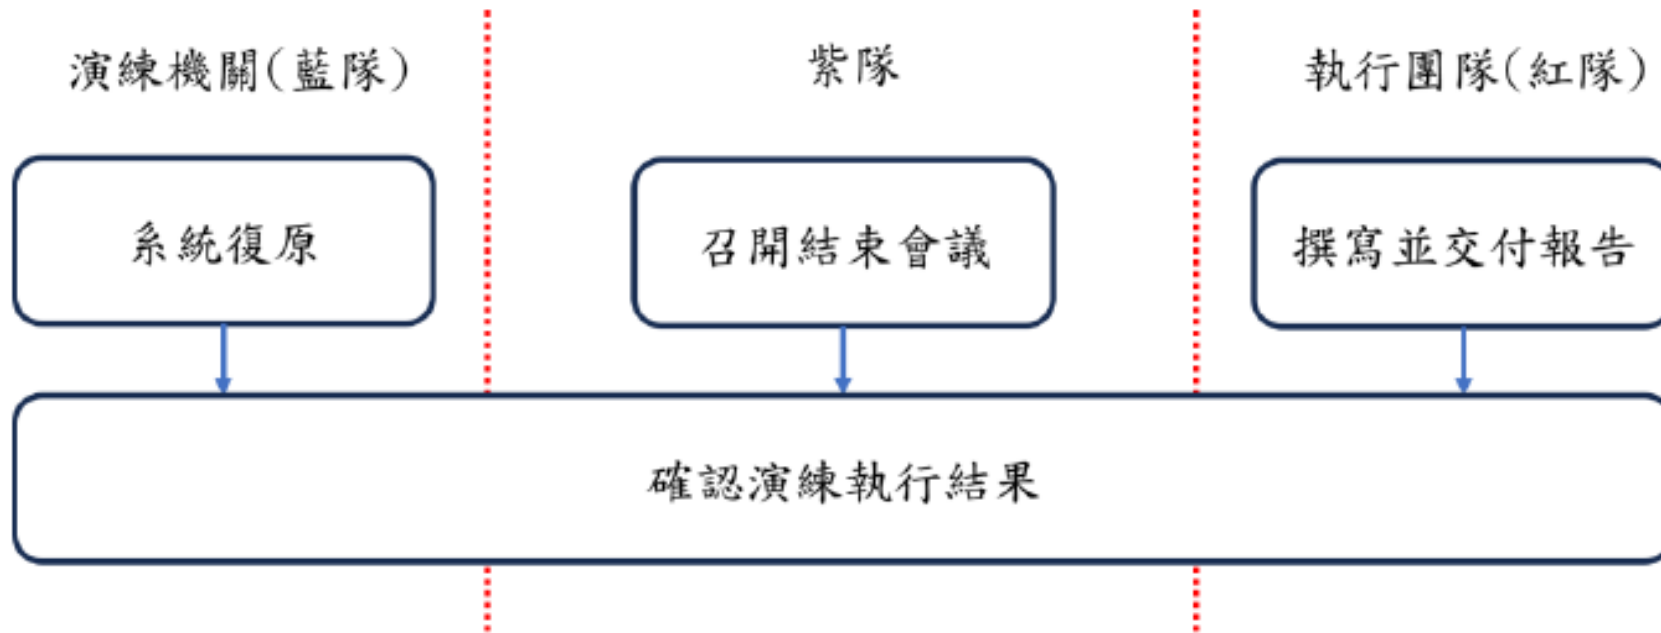 演練機關(藍隊)
紫隊
執行團隊(紅隊)
系統復原
召開結束會議
撰寫並交付報告
確認演練執行結果